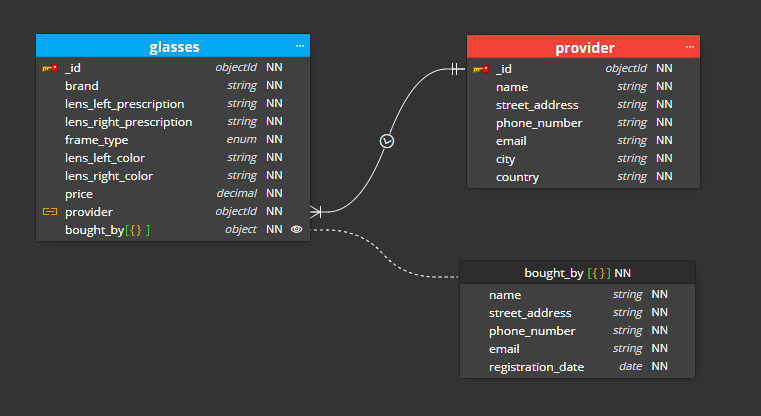 glasses ...
_id objectId NN
brand string NN
lens_left_prescription string NN
lens_right_prescription string NN
frame_type enum NN
lens_left_color string NN
lens_right_color string NN
price decimal NN
provider objectId NN
bought_by[{} ] object NN
provider ...
_id objectId NN
name string NN
street_address string NN
phone_number string NN
email string NN
city string NN
country string NN
bought_by [{}] NN
name string NN
street_address string NN
phone_number string NN
email string NN
registration_date date NN